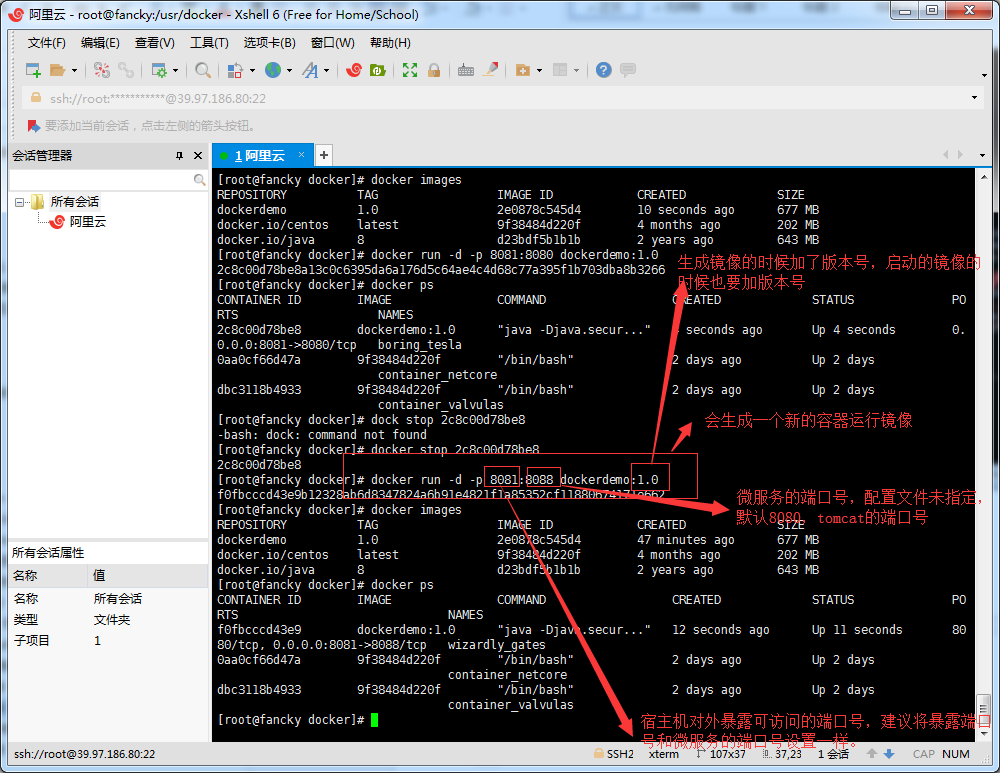 阿里云 - root@fancky:/usr/docker - Xshell 6 (Free for Home/School)
文件(F) 编辑(E) 查看(V) 工具(T) 选项卡(B) 窗口(W) 帮助(H)
ssh://root:***********@39.97.186.80:22
要添加当前会话，点击左侧的箭头按钮。
会话管理器
1 阿里云
所有会话
阿里云
所有会话属性
名称 值
名称 所有会话
类型 文件夹
子项目 1
[root@fancky docker]# docker images
REPOSITORY TAG IMAGE ID CREATED SIZE
dockerdemo 1.0 2e0878c545d4 10 seconds ago 677 MB
docker.io/centos latest 9f38484d220f 4 months ago 202 MB
docker.io/java 8 d23bdf5b1b1b 2 years ago 643 MB
[root@fancky docker]# docker run -d -p 8081:8080 dockerdemo:1.0
2c8c00d78be8a13c0c6395da6a176d5c64ae4c4d68c77a395f1b703dba8b3266
生成镜像的时候加了版本号，启动的镜像的
时候也要加版本号
[root@fancky docker]# docker ps
CONTAINER ID IMAGE COMMAND CREATED STATUS PO
RTS NAMES
2c8c00d78be8 dockerdemo:1.0 "java -Djava.secur..." seconds ago Up 4 seconds 0.
0.0.0:8081->8080/tcp boring_tesla
0aa0cf66d47a 9f38484d220f "/bin/bash" 2 days ago Up 2 days
container_netcore
dbc3118b4933 9f38484d220f "/bin/bash" 2 days ago Up 2 days
container_valvulas
[root@fancky docker]# dock stop 2c8c00d78be8
-bash: dock: command not found
会生成一个新的容器运行镜像
[root@fancky docker]# docker stop 2c8c00d78be8
2c8c00d78be8
[root@fancky docker]# docker run -d -p 8081:8088 dockerdemo:1.0
微服务的端口号，配置文件未指定，
默认8080，tomcat的端口号
[root@fancky docker]# docker images
REPOSITORY TAG IMAGE ID CREATED SIZE
dockerdemo 1.0 2e0878c545d4 47 minutes ago 677 MB
docker.io/centos latest 9f38484d220f 4 months ago 202 MB
docker.io/java 8 d23bdf5b1b1b 2 years ago 643 MB
[root@fancky docker]# docker ps
CONTAINER ID IMAGE COMMAND CREATED STATUS PO
RTS NAMES
f0fbcccd43e9 dockerdemo:1.0 "java -Djava.secur..." 12 seconds ago Up 11 seconds 80
80/tcp, 0.0.0.0:8081->8088/tcp wizardly_gates
0aa0cf66d47a 9f38484d220f "/bin/bash" 2 days ago Up 2 days
container_netcore
dbc3118b4933 9f38484d220f "/bin/bash" 2 days ago Up 2 days
container_valvulas
[root@fancky docker]#
宿主机对外暴露可访问的端口号，建议将暴露端口
号和微服务的端口号设置一样。
ssh://root@39.97.186.80:22 SSH2 xterm 107x37 37,23 1 会话 CAP NUM